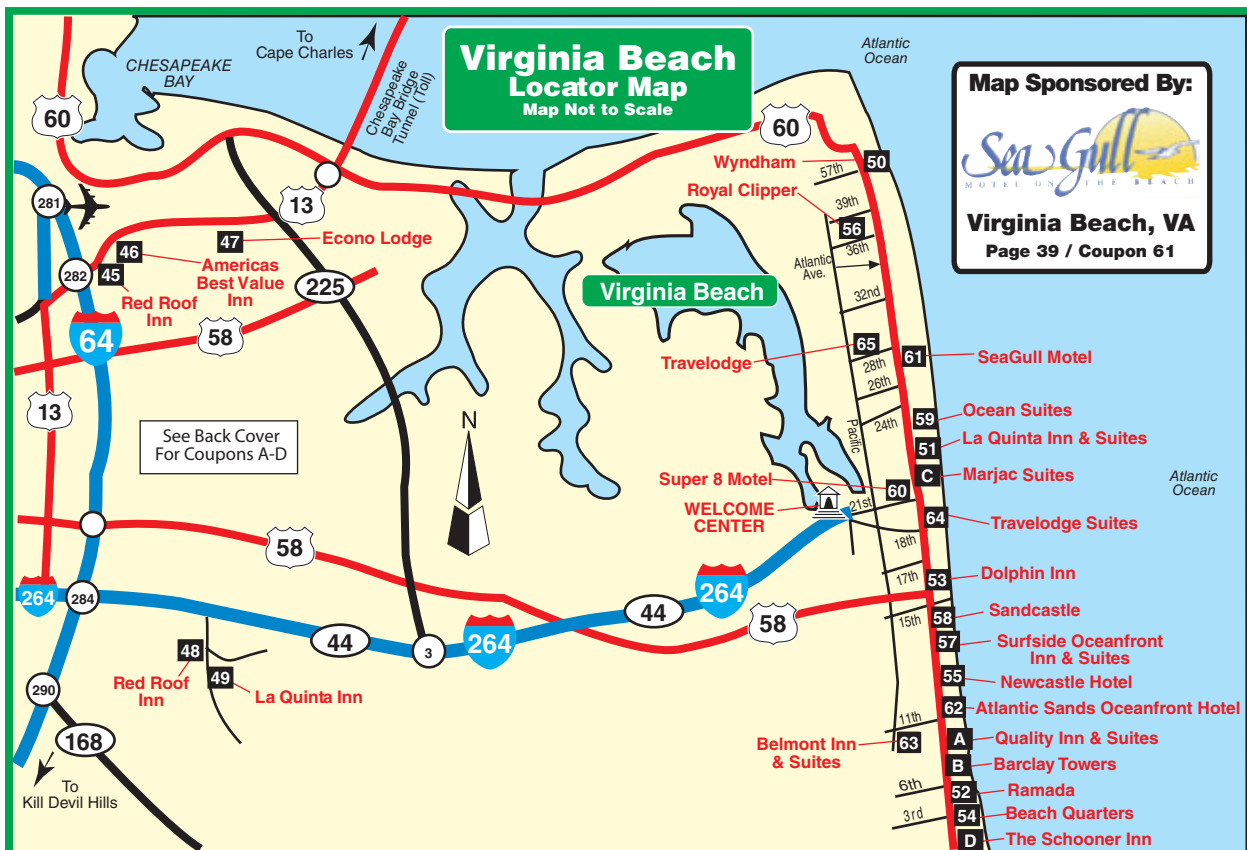 Virginia Beach
Locator Map
Map Not to Scale
To
Cape Charles
CHESAPEAKE
BAY
Chesapeake
Bay Bridge
Tunnel (Toll)
Atlantic
Ocean
Map Sponsored By:
Sea Gull
MOTEL ON THE BEACH
Virginia Beach, VA
Page 39 / Coupon 61
60
60
Wyndham
50
57th
Royal Clipper
39th
56
36th
Atlantic
Ave.
32nd
281
13
47
Econo Lodge
46
Americas
Best Value
Inn
282
45
Red Roof
Inn
225
Virginia Beach
64
58
65
Travelodge
28th
61
SeaGull Motel
26th
13
24th
59
Ocean Suites
Pacific
See Back Cover
For Coupons A-D
N
51
La Quinta Inn & Suites
C
Marjac Suites
Atlantic
Ocean
Super 8 Motel
60
WELCOME
CENTER
21st
64
Travelodge Suites
58
18th
17th
53
Dolphin Inn
264
284
264
44
44
264
3
58
15th
58
Sandcastle
57
Surfside Oceanfront
Inn & Suites
48
Red Roof
Inn
49
La Quinta Inn
55
Newcastle Hotel
290
62
Atlantic Sands Oceanfront Hotel
11th
168
Belmont Inn
& Suites
63
A
Quality Inn & Suites
B
Barclay Towers
To
Kill Devil Hills
6th
52
Ramada
3rd
54
Beach Quarters
D
The Schooner Inn